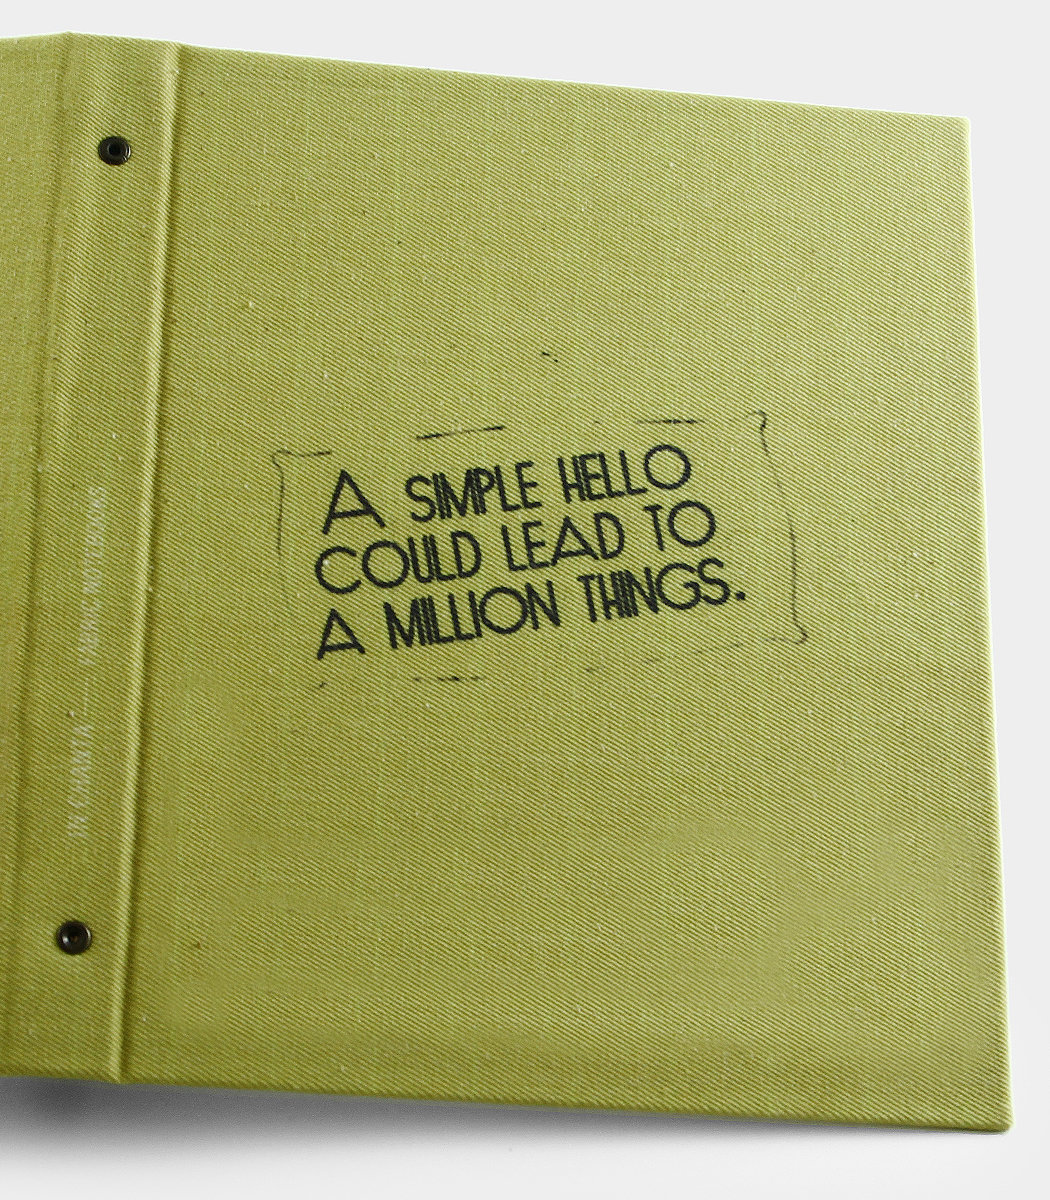 A SIMPLE HELLO
COULD LEAD TO
A MILLION THINGS.